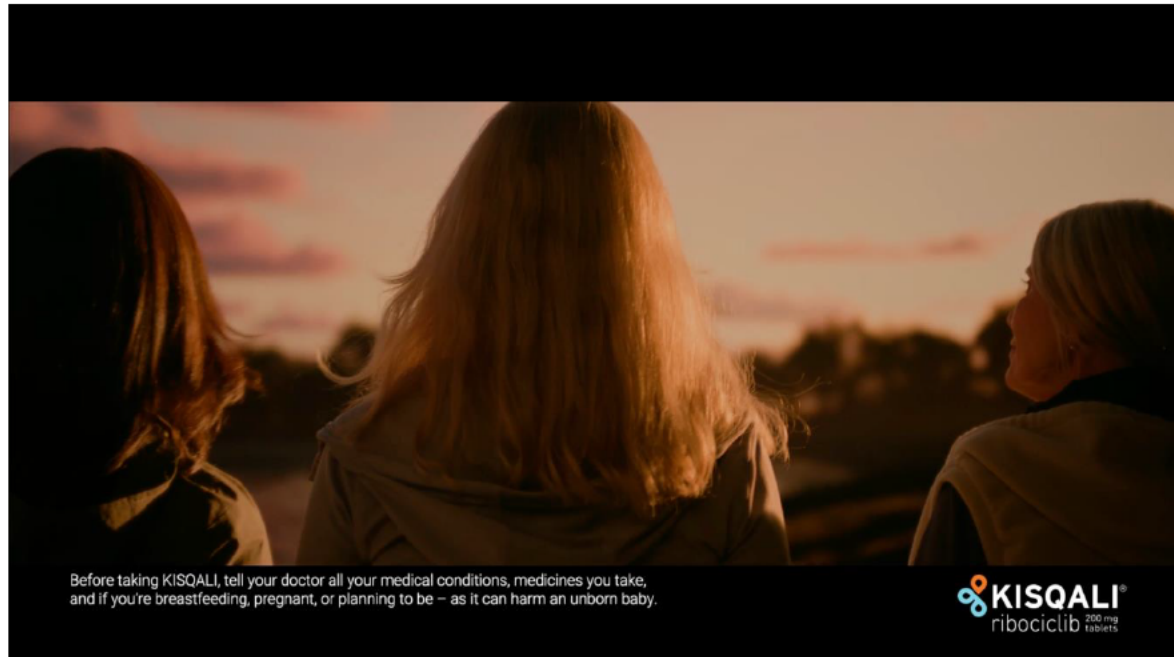 Before taking KISQALI, tell your doctor all your medical conditions, medicines you take,
and if you're breastfeeding, pregnant, or planning to be – as it can harm an unborn baby.
KISQALI®
ribociclib 200 mg tablets